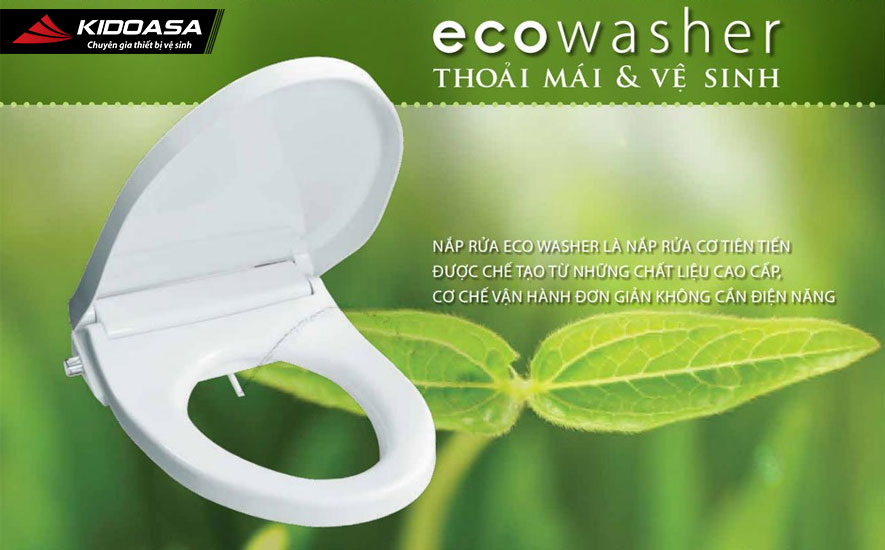 KIDOASA
Chuyên gia thiết bị vệ sinh
ecowasher
THOẢI MÁI & VỆ SINH
NẮP RỬA ECO WASHER LÀ NẮP RỬA CƠ TIÊN TIẾN
ĐƯỢC CHẾ TẠO TỪ NHỮNG CHẤT LIỆU CAO CẤP,
CƠ CHẾ VẬN HÀNH ĐƠN GIẢN KHÔNG CẦN ĐIỆN NĂNG